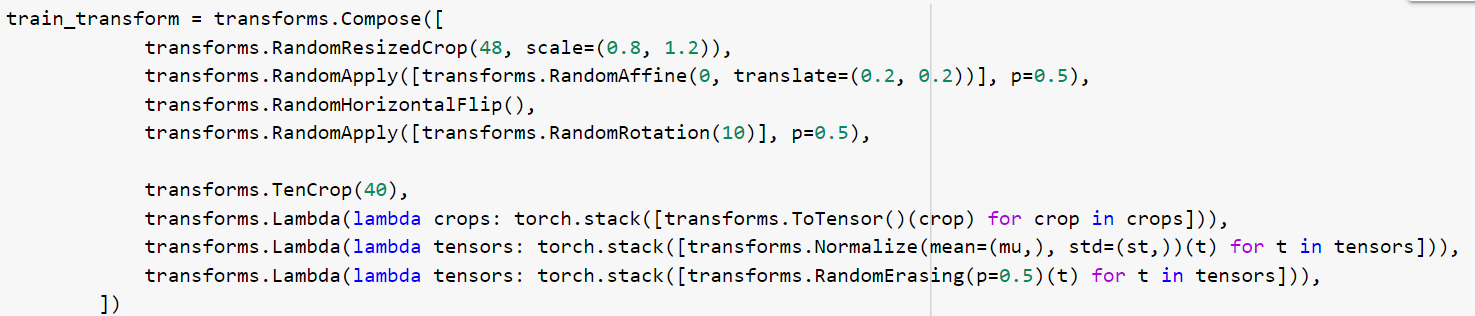 train_transform = transforms.Compose([
transforms.RandomResizedCrop(48, scale=(0.8, 1.2)),
transforms.RandomApply([transforms.RandomAffine(0, translate=(0.2, 0.2))], p=0.5),
transforms.RandomHorizontalFlip(),
transforms.RandomApply([transforms.RandomRotation(10)], p=0.5),
transforms.TenCrop(40),
transforms.Lambda(lambda crops: torch.stack([transforms.ToTensor()(crop) for crop in crops])),
transforms.Lambda(lambda tensors: torch.stack([transforms.Normalize(mean=(mu,), std=(st,))(t) for t in tensors])),
transforms.Lambda(lambda tensors: torch.stack([transforms.RandomErasing(p=0.5)(t) for t in tensors])),
])